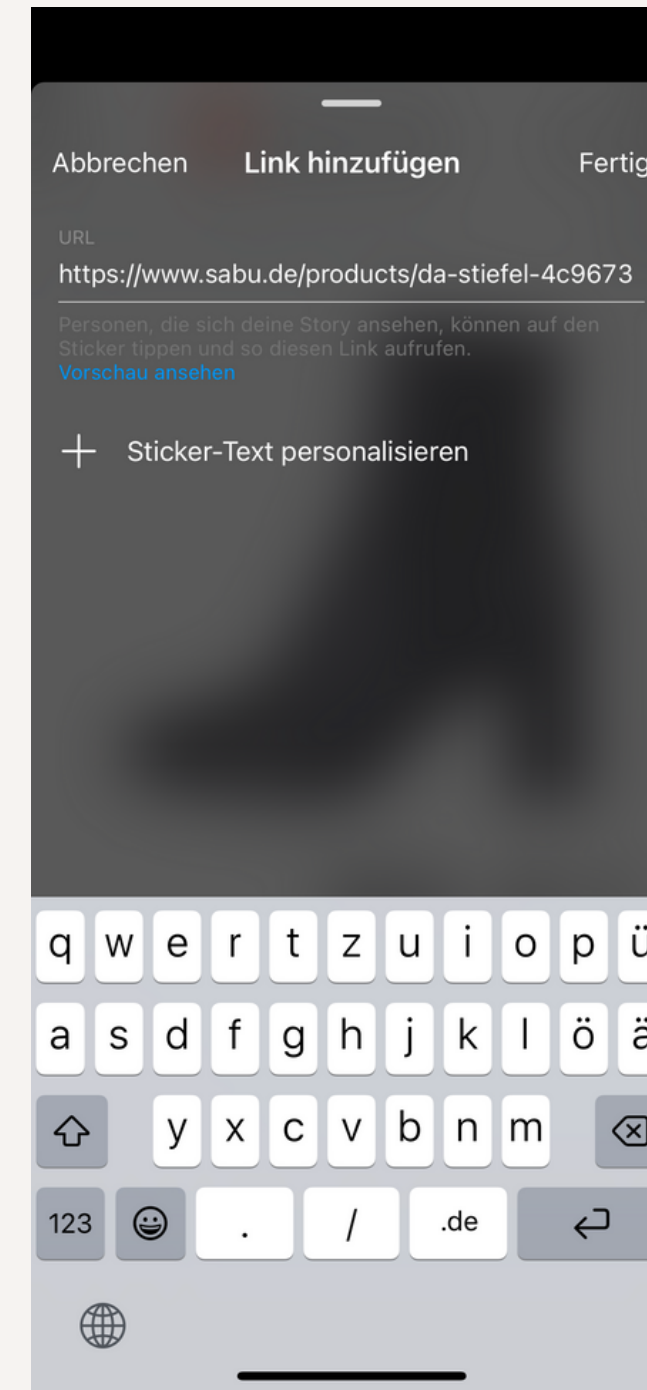 Abbrechen Link hinzufügen Fertig
URL
https://www.sabu.de/products/da-stiefel-4c9673
Personen, die sich deine Story ansehen, können auf den
Sticker tippen und so diesen Link aufrufen.
Vorschau ansehen
Sticker-Text personalisieren
q w e r t z u i o p ü
a s d f g h j k l ö ä
y x c v b n m
123 . / .de